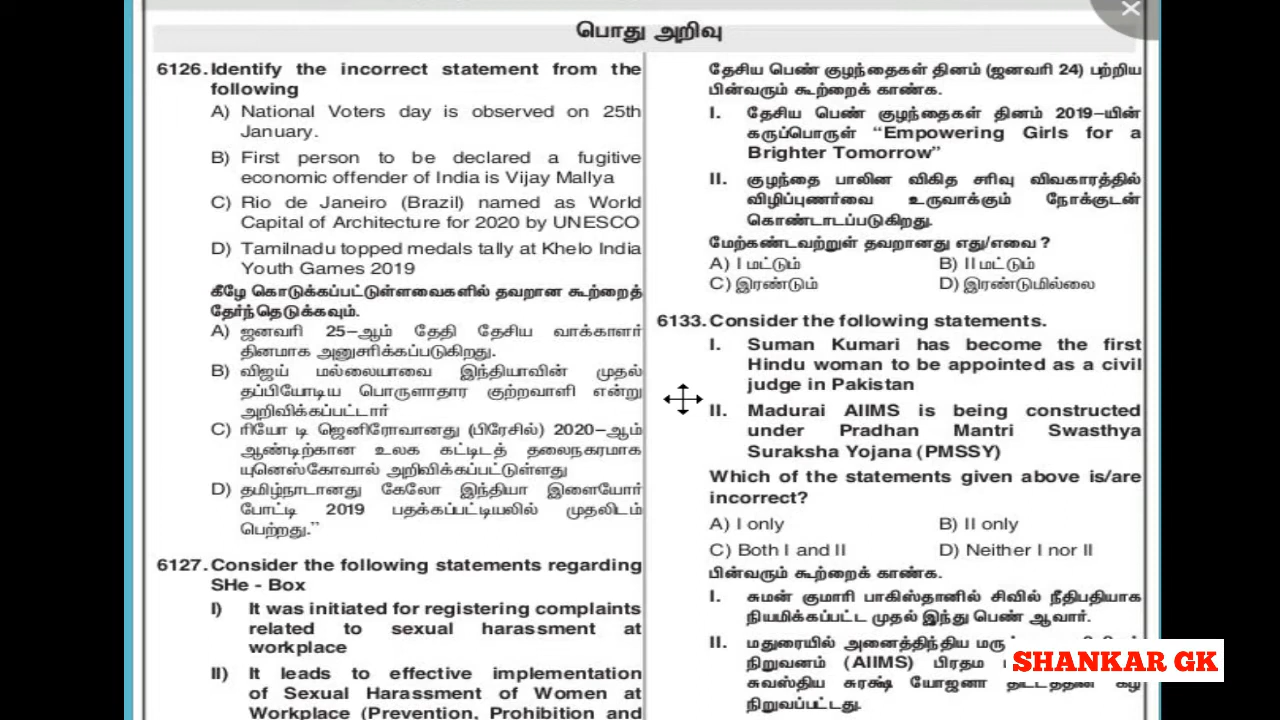 பொது அறிவு
6126. Identify the incorrect statement from the
following
A) National Voters day is observed on 25th
January.
B) First person to be declared a fugitive
economic offender of India is Vijay Mallya
C) Rio de Janeiro (Brazil) named as World
Capital of Architecture for 2020 by UNESCO
D) Tamilnadu topped medals tally at Khelo India
Youth Games 2019
கீழே கொடுக்கப்பட்டுள்ளவைகளில் தவறான கூற்றைத்
தேர்ந்தெடுக்கவும்.
A) ஜனவரி 25-ஆம் தேதி தேசிய வாக்காளர்
தினமாக அனுசரிக்கப்படுகிறது.
B) விஜய் மல்லையாவை இந்தியாவின் முதல்
தப்பியோடிய பொருளாதார குற்றவாளி என்று
அறிவிக்கப்பட்டார்
C) ரியோ டி ஜெனிரோவானது (பிரேசில்) 2020-ஆம்
ஆண்டிற்கான உலக கட்டிடத் தலைநகரமாக
யுனெஸ்கோவால் அறிவிக்கப்பட்டுள்ளது
D) தமிழ்நாடானது கேலோ இந்தியா இளையோர்
போட்டி 2019 பதக்கப்பட்டியலில் முதலிடம்
பெற்றது.”
6127. Consider the following statements regarding
SHe - Box
I) It was initiated for registering complaints
related to sexual harassment at
workplace
II) It leads to effective implementation
of Sexual Harassment of Women at
Workplace (Prevention, Prohibition and
தேசிய பெண் குழந்தைகள் தினம் (ஜனவரி 24) பற்றிய
பின்வரும் கூற்றைக் காண்க.
I. தேசிய பெண் குழந்தைகள் தினம் 2019-யின்
கருப்பொருள் “Empowering Girls for a
Brighter Tomorrow”
II. குழந்தை பாலின விகித சரிவு விவகாரத்தில்
விழிப்புணர்வை உருவாக்கும் நோக்குடன்
கொண்டாடப்படுகிறது.
மேற்கண்டவற்றுள் தவறானது எது/எவை ?
A) I மட்டும் B) II மட்டும்
C) இரண்டும் D) இரண்டுமில்லை
6133. Consider the following statements.
I. Suman Kumari has become the first
Hindu woman to be appointed as a civil
judge in Pakistan
II. Madurai AIIMS is being constructed
under Pradhan Mantri Swasthya
Suraksha Yojana (PMSSY)
Which of the statements given above is/are
incorrect?
A) I only B) II only
C) Both I and II D) Neither I nor II
பின்வரும் கூற்றைக் காண்க.
I. சுமன் குமாரி பாகிஸ்தானில் சிவில் நீதிபதியாக
நியமிக்கப்பட்ட முதல் இந்து பெண் ஆவார்.
II. மதுரையில் அனைத்திந்திய
நிறுவனம் (AIIMS) பிரதம
சுவஸ்திய சுரக்ஷ் யோஜனா
நிறுவப்பட்டது.
SHANKAR GK